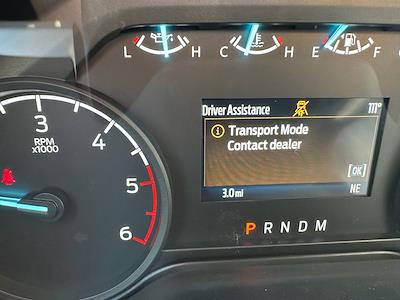 L H C H E F
3
4
5
6
RPM
x1000
Driver Assistance 111°
Transport Mode
Contact dealer
[OK]
3.0 mi NE
P R N D M